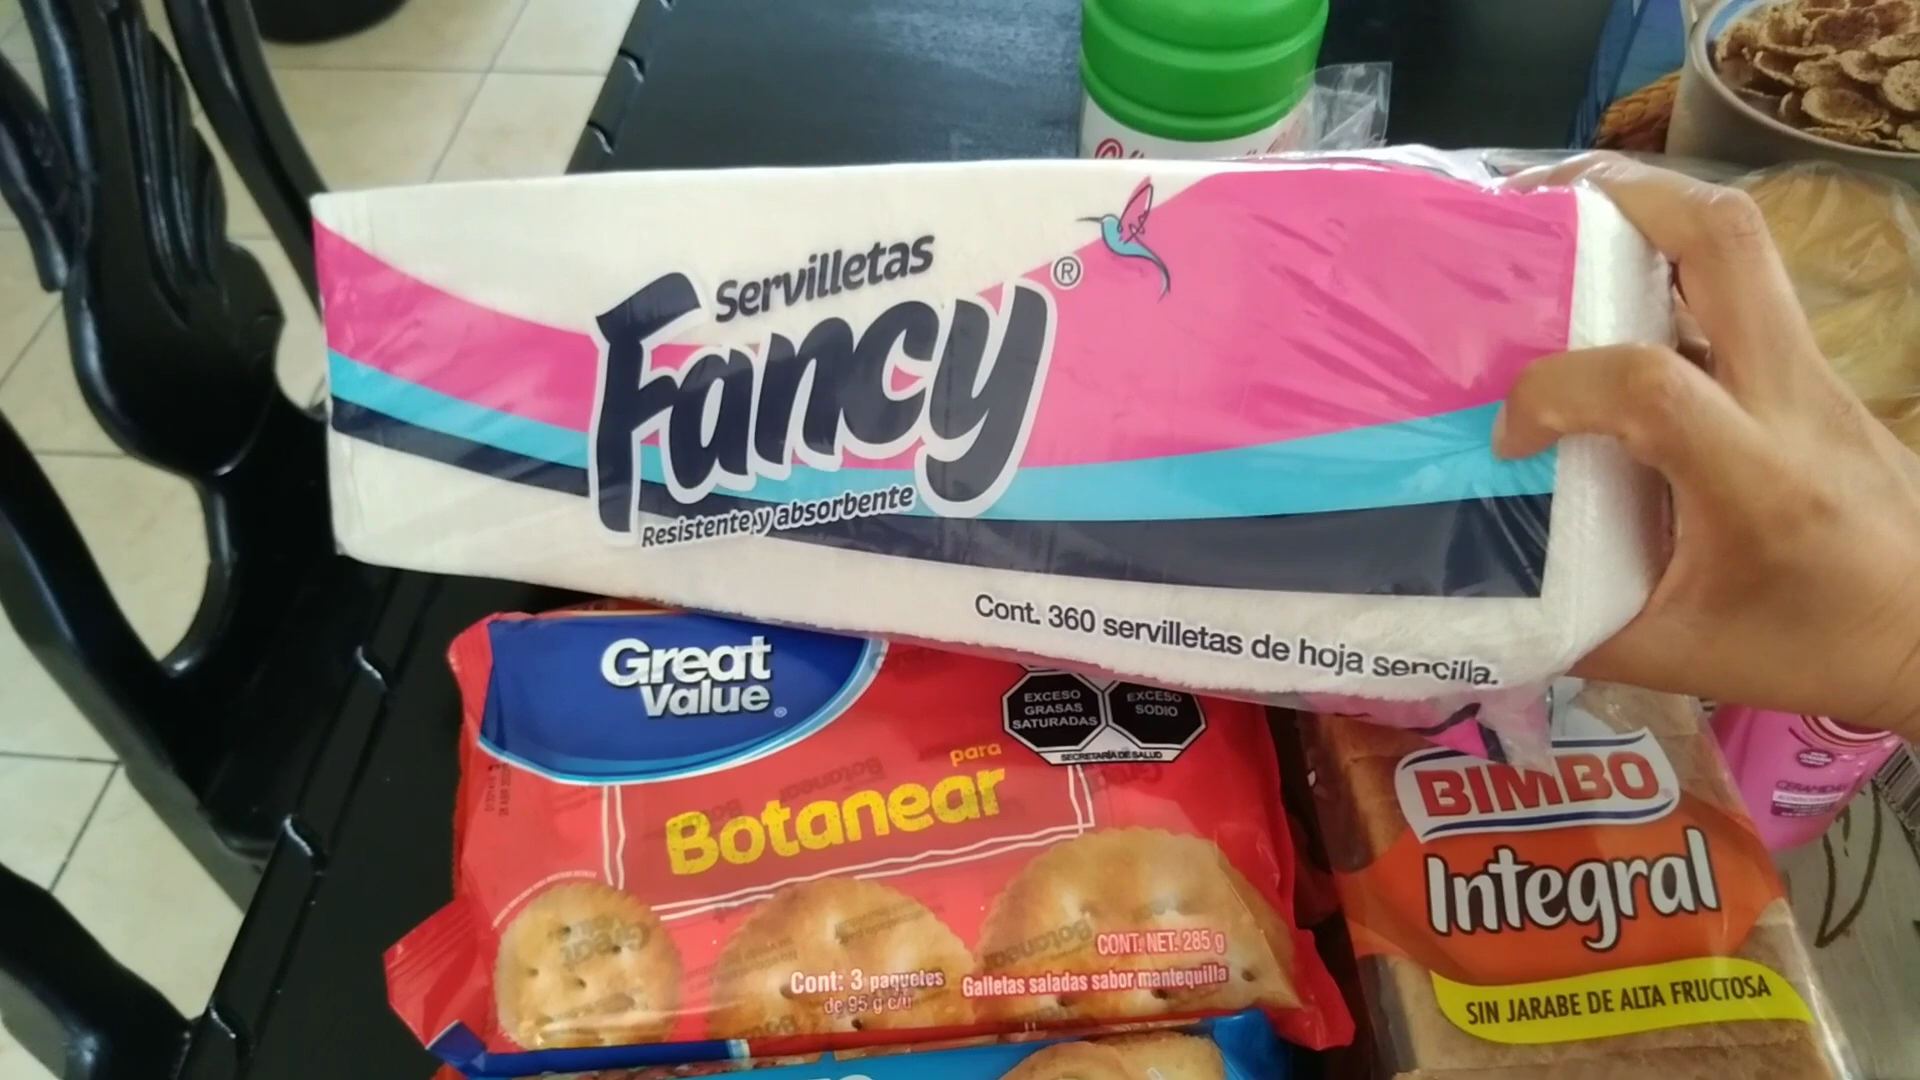 Servilletas
Fancy®
Resistente y absorbente
Cont. 360 servilletas de hoja sencilla.
Great
Value®
EXCESO
GRASAS
SATURADAS
EXCESO
SODIO
SECRETARÍA DE SALUD
para
Botanear
CONT. NET. 285 g
Cont: 3 paquetes
de 95 g c/u
Galletas saladas sabor mantequilla
BIMBO
Integral
SIN JARABE DE ALTA FRUCTOSA
CERAMIDAS